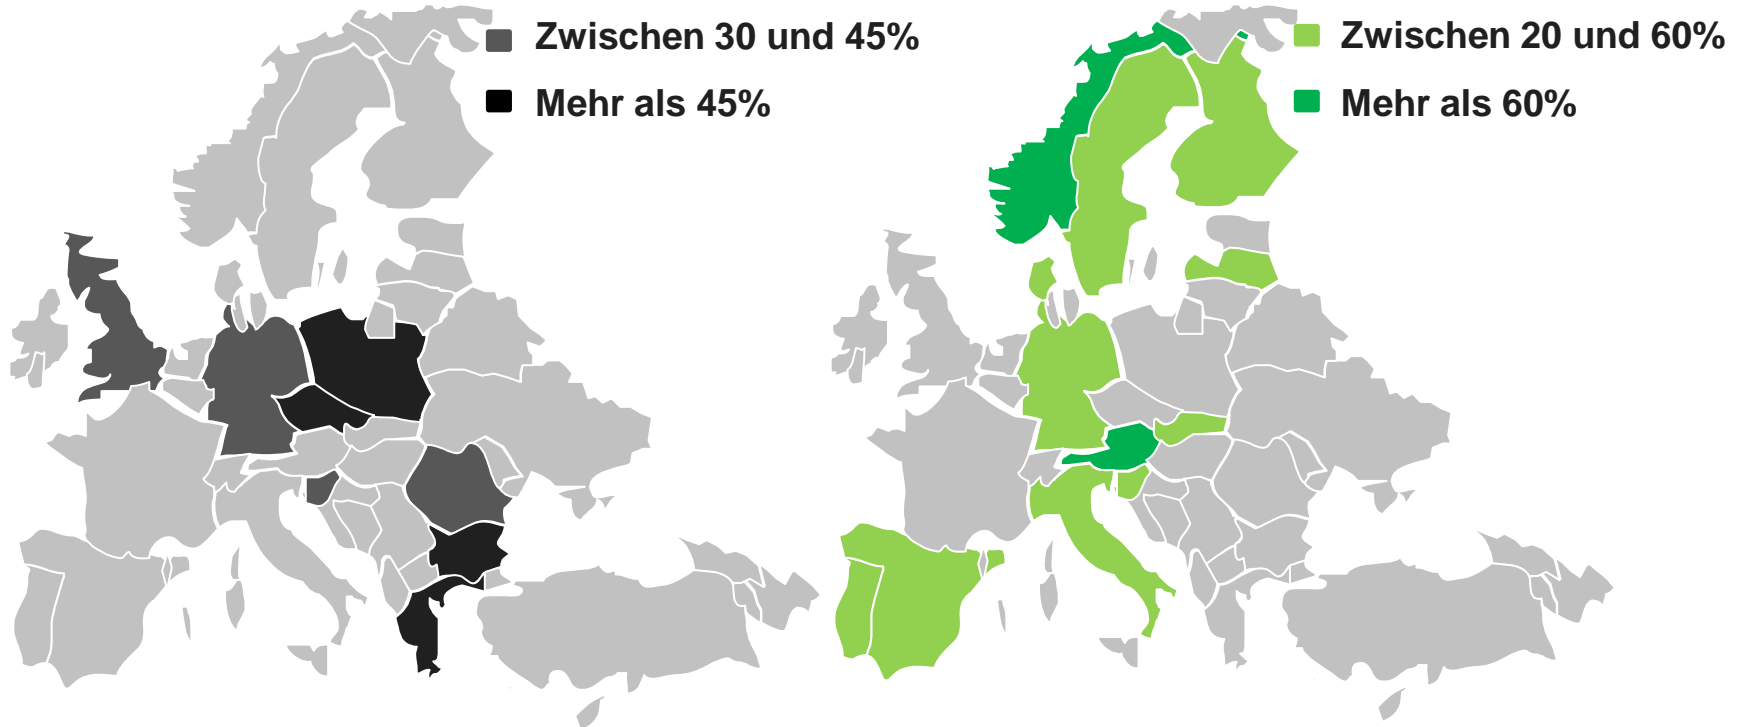 Zwischen 30 und 45%
Mehr als 45%
Zwischen 20 und 60%
Mehr als 60%